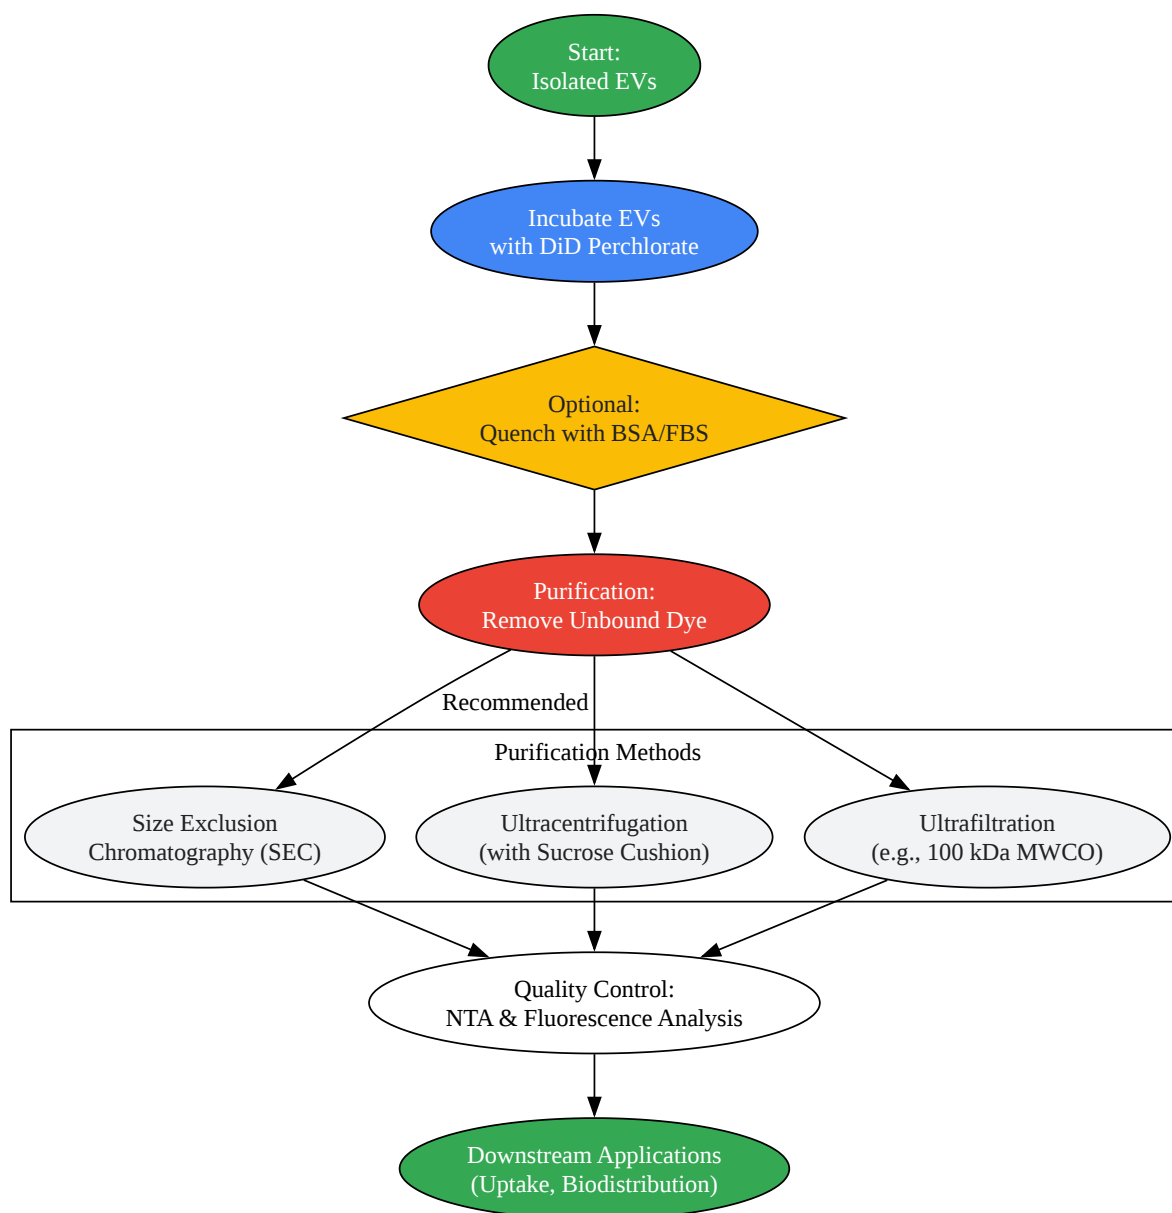 Start:
Isolated EVs
Incubate EVs
with DiD Perchlorate
Optional:
Quench with BSA/FBS
Purification:
Remove Unbound Dye
Recommended
Purification Methods
Size Exclusion
Chromatography (SEC)
Ultracentrifugation
(with Sucrose Cushion)
Ultrafiltration
(e.g., 100 kDa MWCO)
Quality Control:
NTA & Fluorescence Analysis
Downstream Applications
(Uptake, Biodistribution)